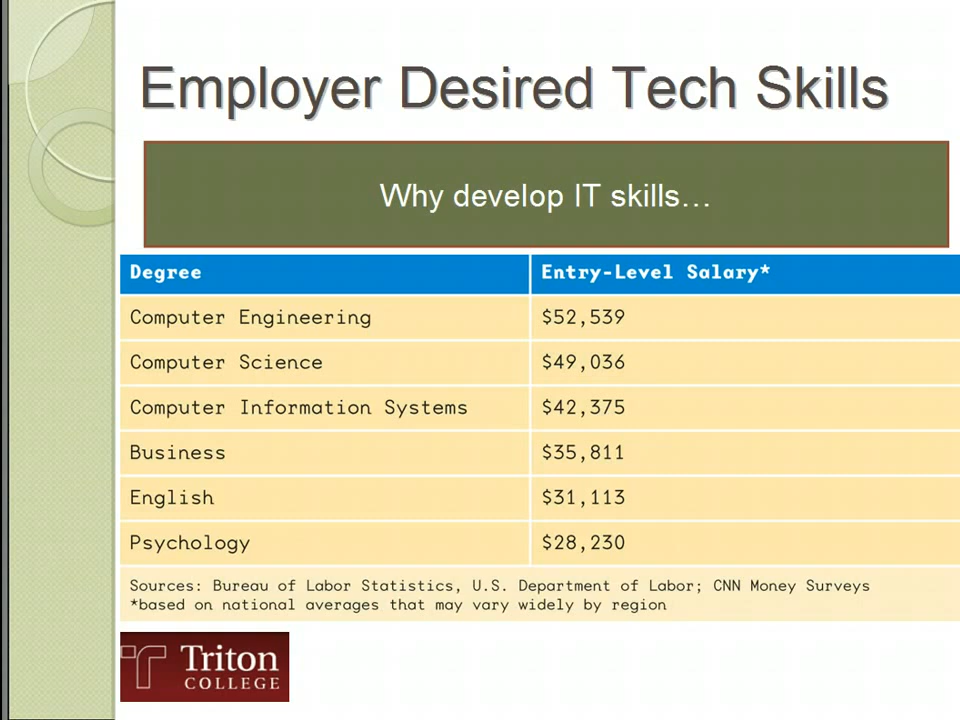 Employer Desired Tech Skills
Why develop IT skills…
Degree Entry-Level Salary*
Computer Engineering $52,539
Computer Science $49,036
Computer Information Systems $42,375
Business $35,811
English $31,113
Psychology $28,230
Sources: Bureau of Labor Statistics, U.S. Department of Labor; CNN Money Surveys
*based on national averages that may vary widely by region
Triton
COLLEGE